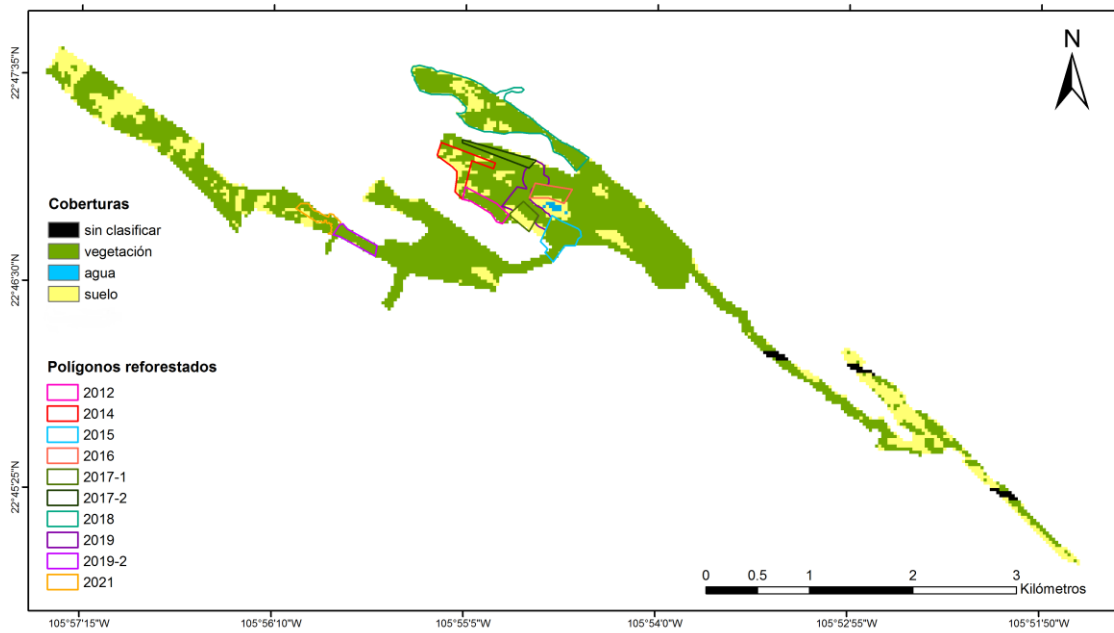 N
22°47'35"N
22°46'30"N
22°45'25"N
Coberturas
sin clasificar
vegetación
agua
suelo
Polígonos reforestados
2012
2014
2015
2016
2017-1
2017-2
2018
2019
2019-2
2021
0 0.5 1 2 3
Kilómetros
105°57'15"W 105°56'10"W 105°55'5"W 105°54'0"W 105°52'55"W 105°51'50"W